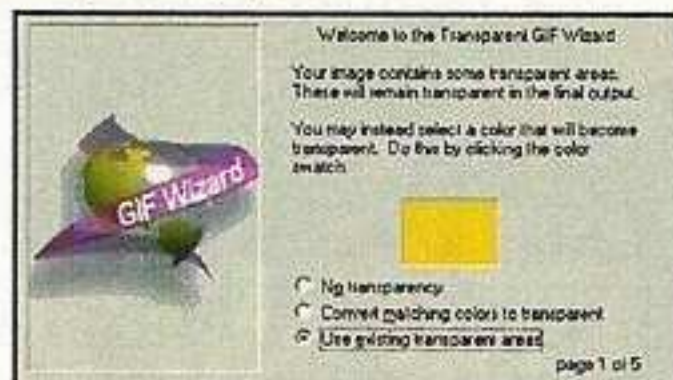 Welcome to the Transparent GIF Wizard
Your image contains some transparent areas.
These will remain transparent in the final output.
You may instead select a color that will become
transparent. Do this by clicking the color
swatch.
GIF Wizard
No transparency
Convert matching colors to transparent
Use existing transparent areas
page 1 of 5